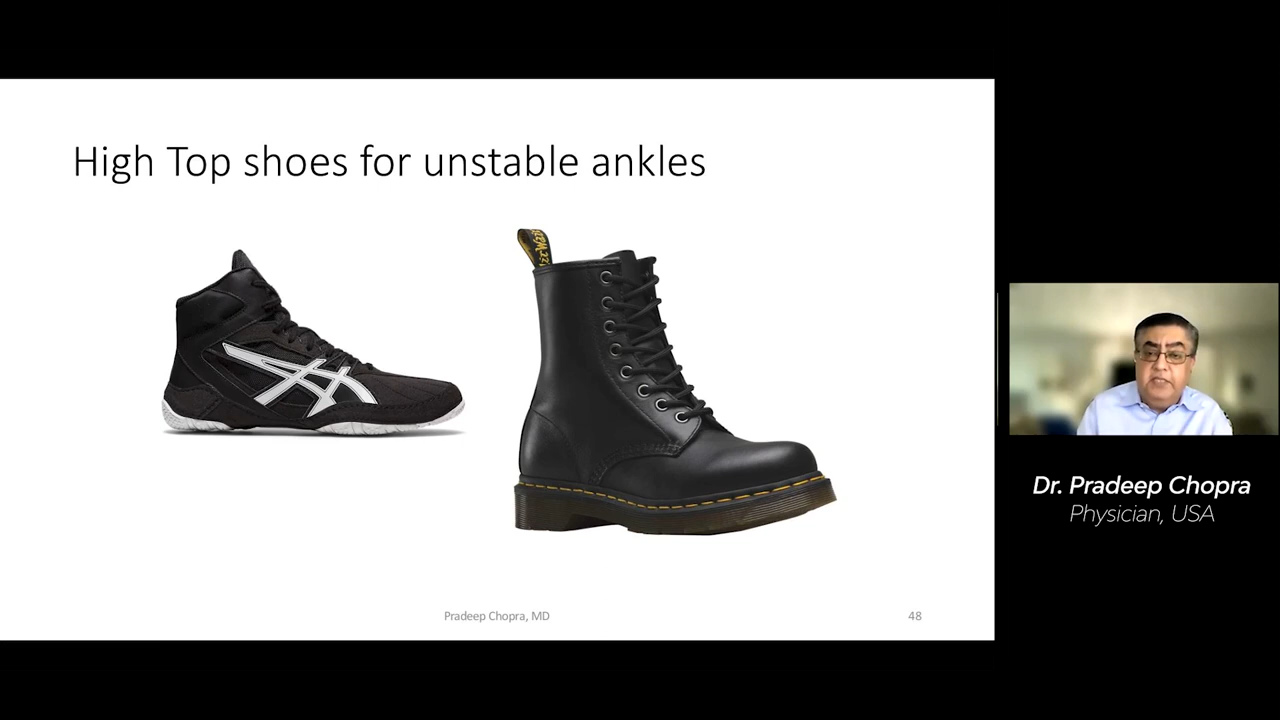 High Top shoes for unstable ankles
Pradeep Chopra, MD
48
Dr. Pradeep Chopra
Physician, USA